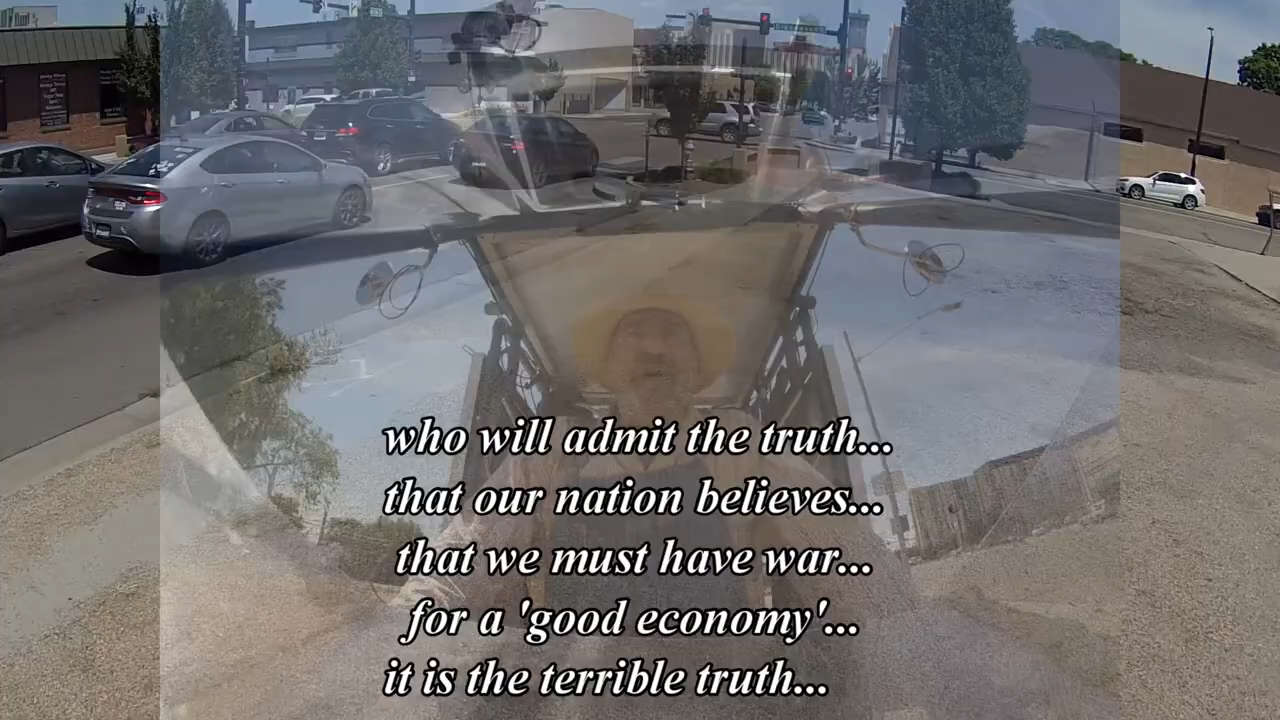 who will admit the truth...
that our nation believes...
that we must have war...
for a 'good economy'...
it is the terrible truth...